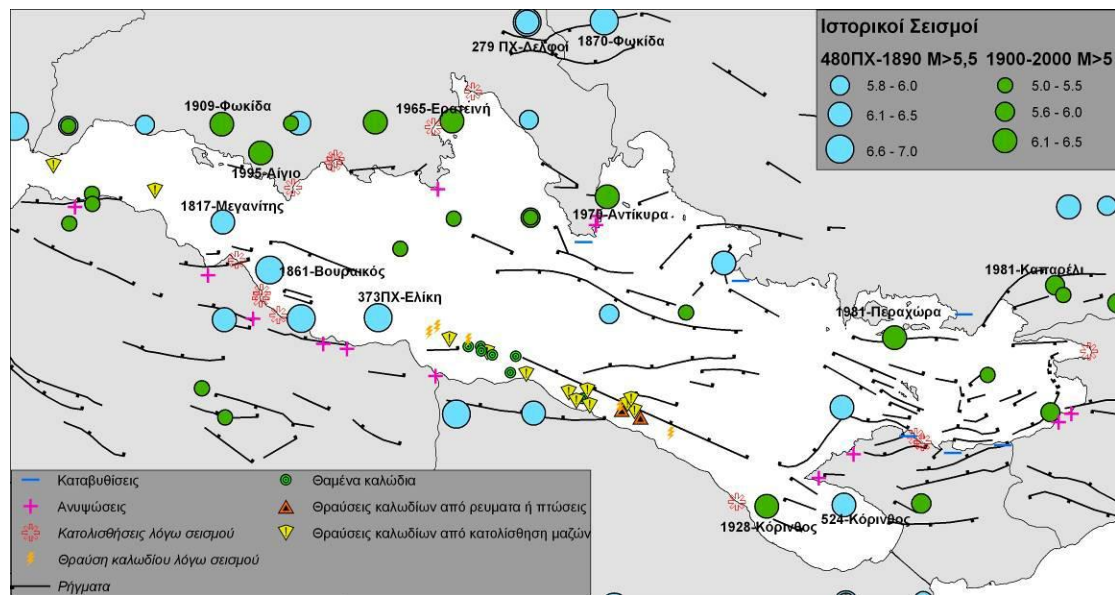 Ιστορικοί Σεισμοί
480ΠΧ-1890 Μ>5,5
1900-2000 Μ>5
5.8 - 6.0
5.0 - 5.5
6.1 - 6.5
5.6 - 6.0
6.6 - 7.0
6.1 - 6.5
279 ΠΧ-Δελφοί
1870-Φωκίδα
1909-Φωκίδα
1965-Ερατεινή
1995-Αίγιο
1817-Μεγανίτης
1970-Αντίκυρα
1861-Βουραικός
1981-Καπαρέλι
373ΠΧ-Ελίκη
1981-Περαχώρα
1928-Κόρινθος
524-Κόρινθος
Καταβυθίσεις
Θαμένα καλώδια
Ανυψώσεις
Θραύσεις καλωδίων από ρευματα ή πτώσεις
Κατολισθήσεις λόγω σεισμού
Θραύσεις καλωδίων από κατολίσθηση μαζών
Θραύση καλωδίου λόγω σεισμού
Ρήγματα